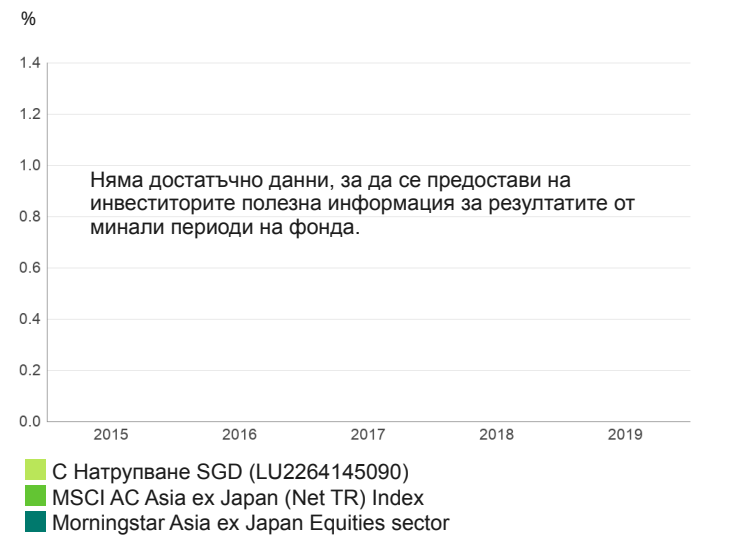 %
1.4
1.2
1.0
Няма достатъчно данни, за да се предостави на
инвеститорите полезна информация за резултатите от
минали периоди на фонда.
0.8
0.6
0.4
0.2
0.0
2015 2016 2017 2018 2019
C Натрупване SGD (LU2264145090)
MSCI AC Asia ex Japan (Net TR) Index
Morningstar Asia ex Japan Equities sector